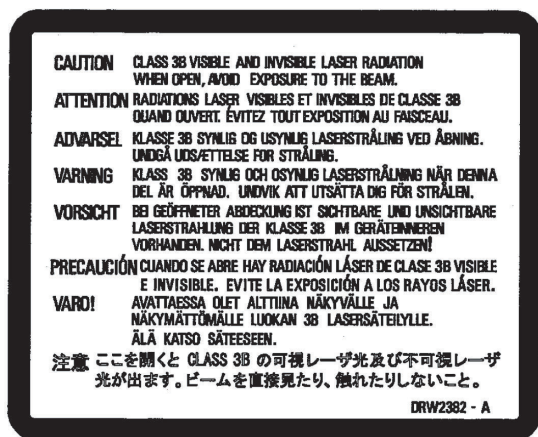 CAUTION CLASS 3B VISIBLE AND INVISIBLE LASER RADIATION
WHEN OPEN, AVOID EXPOSURE TO THE BEAM.
ATTENTION RADIATIONS LASER VISIBLES ET INVISIBLES DE CLASSE 3B
QUAND OUVERT. ÉVITEZ TOUT EXPOSITION AU FAISCEAU.
ADVARSEL KLASSE 3B SYNLIG OG USYNLIG LASERSTRÅLING VED ÅBNING.
UNDGÅ UDSÆTTELSE FOR STRÅLING.
VARNING KLASS 3B SYNLIG OCH OSYNLIG LASERSTRÅLNING NÄR DENNA
DEL ÄR ÖPPNAD. UNDVIK ATT UTSÄTTA DIG FÖR STRÅLEN.
VORSICHT BEI GEÖFFNETER ABDECKUNG IST SICHTBARE UND UNSICHTBARE
LASERSTRAHLUNG DER KLASSE 3B IM GERÄTEINNEREN
VORHANDEN. NICHT DEM LASERSTRAHL AUSSETZEN!
PRECAUCIÓN CUANDO SE ABRE HAY RADIACIÓN LÁSER DE CLASE 3B VISIBLE
E INVISIBLE. EVITE LA EXPOSICIÓN A LOS RAYOS LÁSER.
VARO! AVATTAESSA OLET ALTTIINA NÄKYVÄLLE JA
NÄKYMÄTTÖMÄLLE LUOKAN 3B LASERSÄTEILYLLE.
ÄLÄ KATSO SÄTEESEEN.
注意 ここを開くと CLASS 3B の可視レーザ光及び不可視レーザ
光が出ます。ビームを直接見たり、触れたりしないこと。
DRW2382 - A